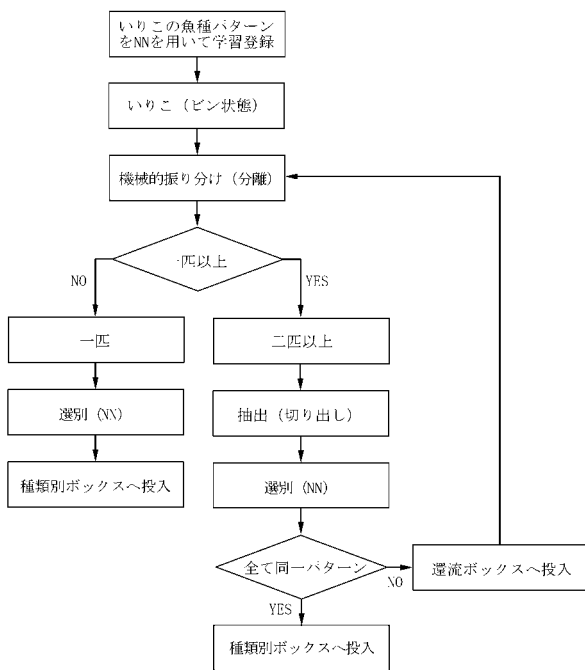 いりこの魚種パターン
をNNを用いて学習登録
いりこ（ビン状態）
機械的振り分け（分離）
一匹以上
NO
YES
一匹
二匹以上
選別（NN）
抽出（切り出し）
種類別ボックスへ投入
選別（NN）
全て同一パターン
NO
還流ボックスへ投入
YES
種類別ボックスへ投入